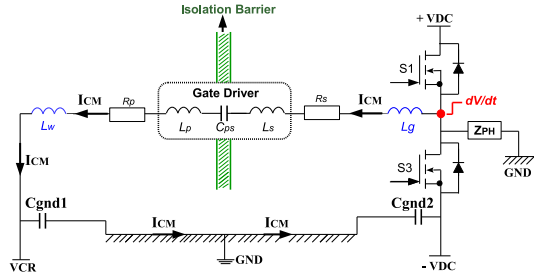 Isolation Barrier
+ VDC
Gate Driver
S1
ICM
Rp
Rs
ICM
dV/dt
Lw
Lp
Cps
Ls
Lg
ZPH
ICM
GND
S3
Cgnd1
ICM
ICM
Cgnd2
VCR
GND
- VDC